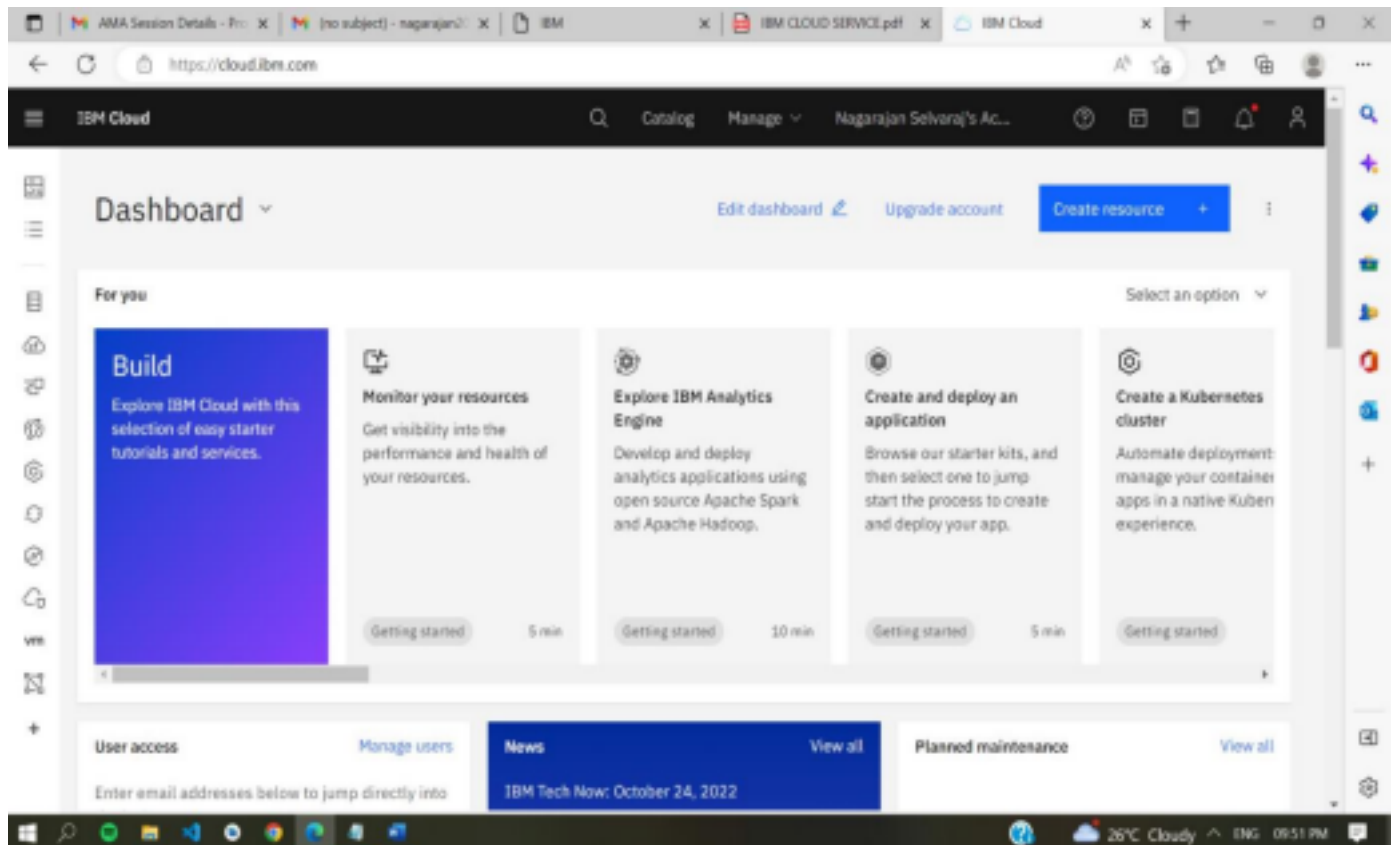 AMA Session Details - Pro
(no subject) - nagarajan2
IBM
IBM CLOUD SERVICE.pdf
IBM Cloud
https://cloud.ibm.com
IBM Cloud
Catalog
Manage
Nagarajan Selvaraj's Ac...
Dashboard
Edit dashboard
Upgrade account
Create resource +
For you
Select an option
Build
Explore IBM Cloud with this
selection of easy starter
tutorials and services.
Monitor your resources
Get visibility into the
performance and health of
your resources.
Getting started
5 min
Explore IBM Analytics
Engine
Develop and deploy
analytics applications using
open source Apache Spark
and Apache Hadoop.
Getting started
10 min
Create and deploy an
application
Browse our starter kits, and
then select one to jump
start the process to create
and deploy your app.
Getting started
5 min
Create a Kubernetes
cluster
Automate deployment
manage your container
apps in a native Kubern
experience.
Getting started
vm
User access
Manage users
Enter email addresses below to jump directly into
News
View all
IBM Tech Now: October 24, 2022
Planned maintenance
View all
26°C Cloudy
ENG
09:51 PM